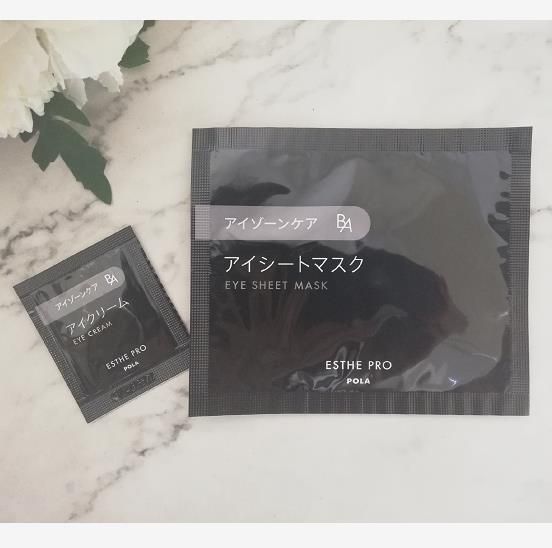 アイゾーンケア BA
アイシートマスク
EYE SHEET MASK
ESTHE PRO
POLA
アイゾーンケア BA
アイクリーム
EYE CREAM
ESTHE PRO
POLA